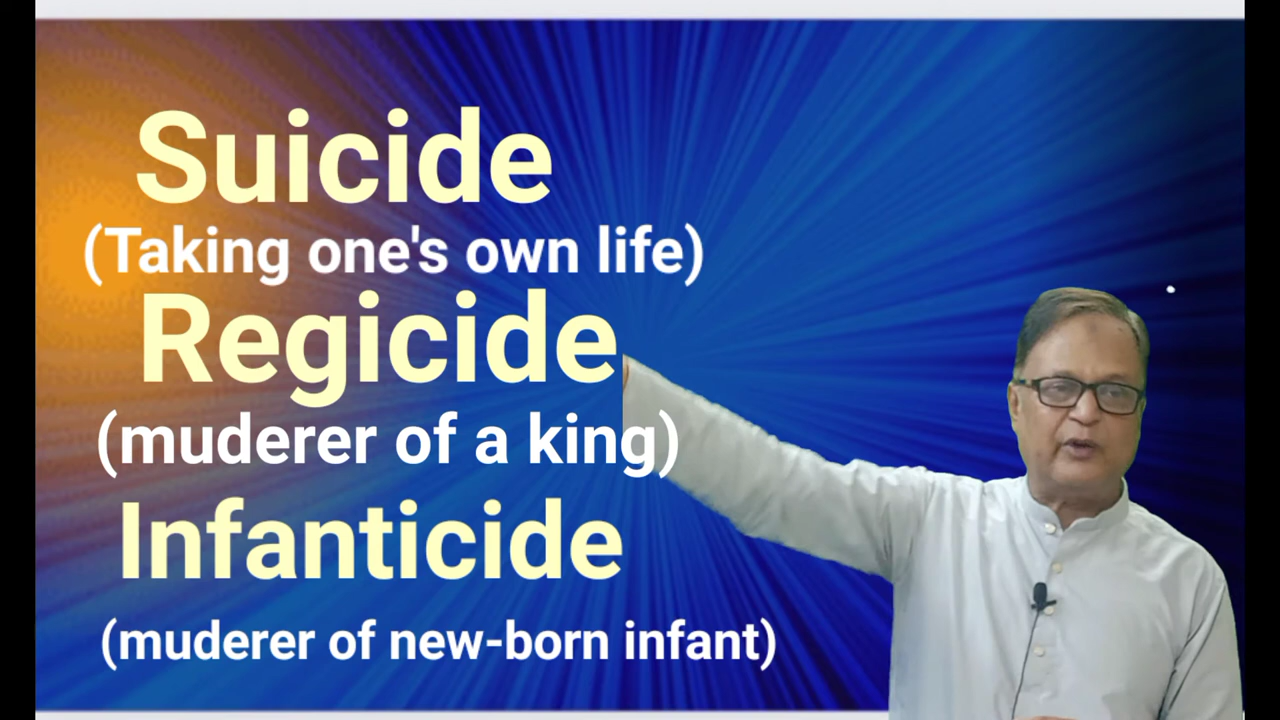 Suicide
(Taking one's own life)
Regicide
(muderer of a king)
Infanticide
(muderer of new-born infant)